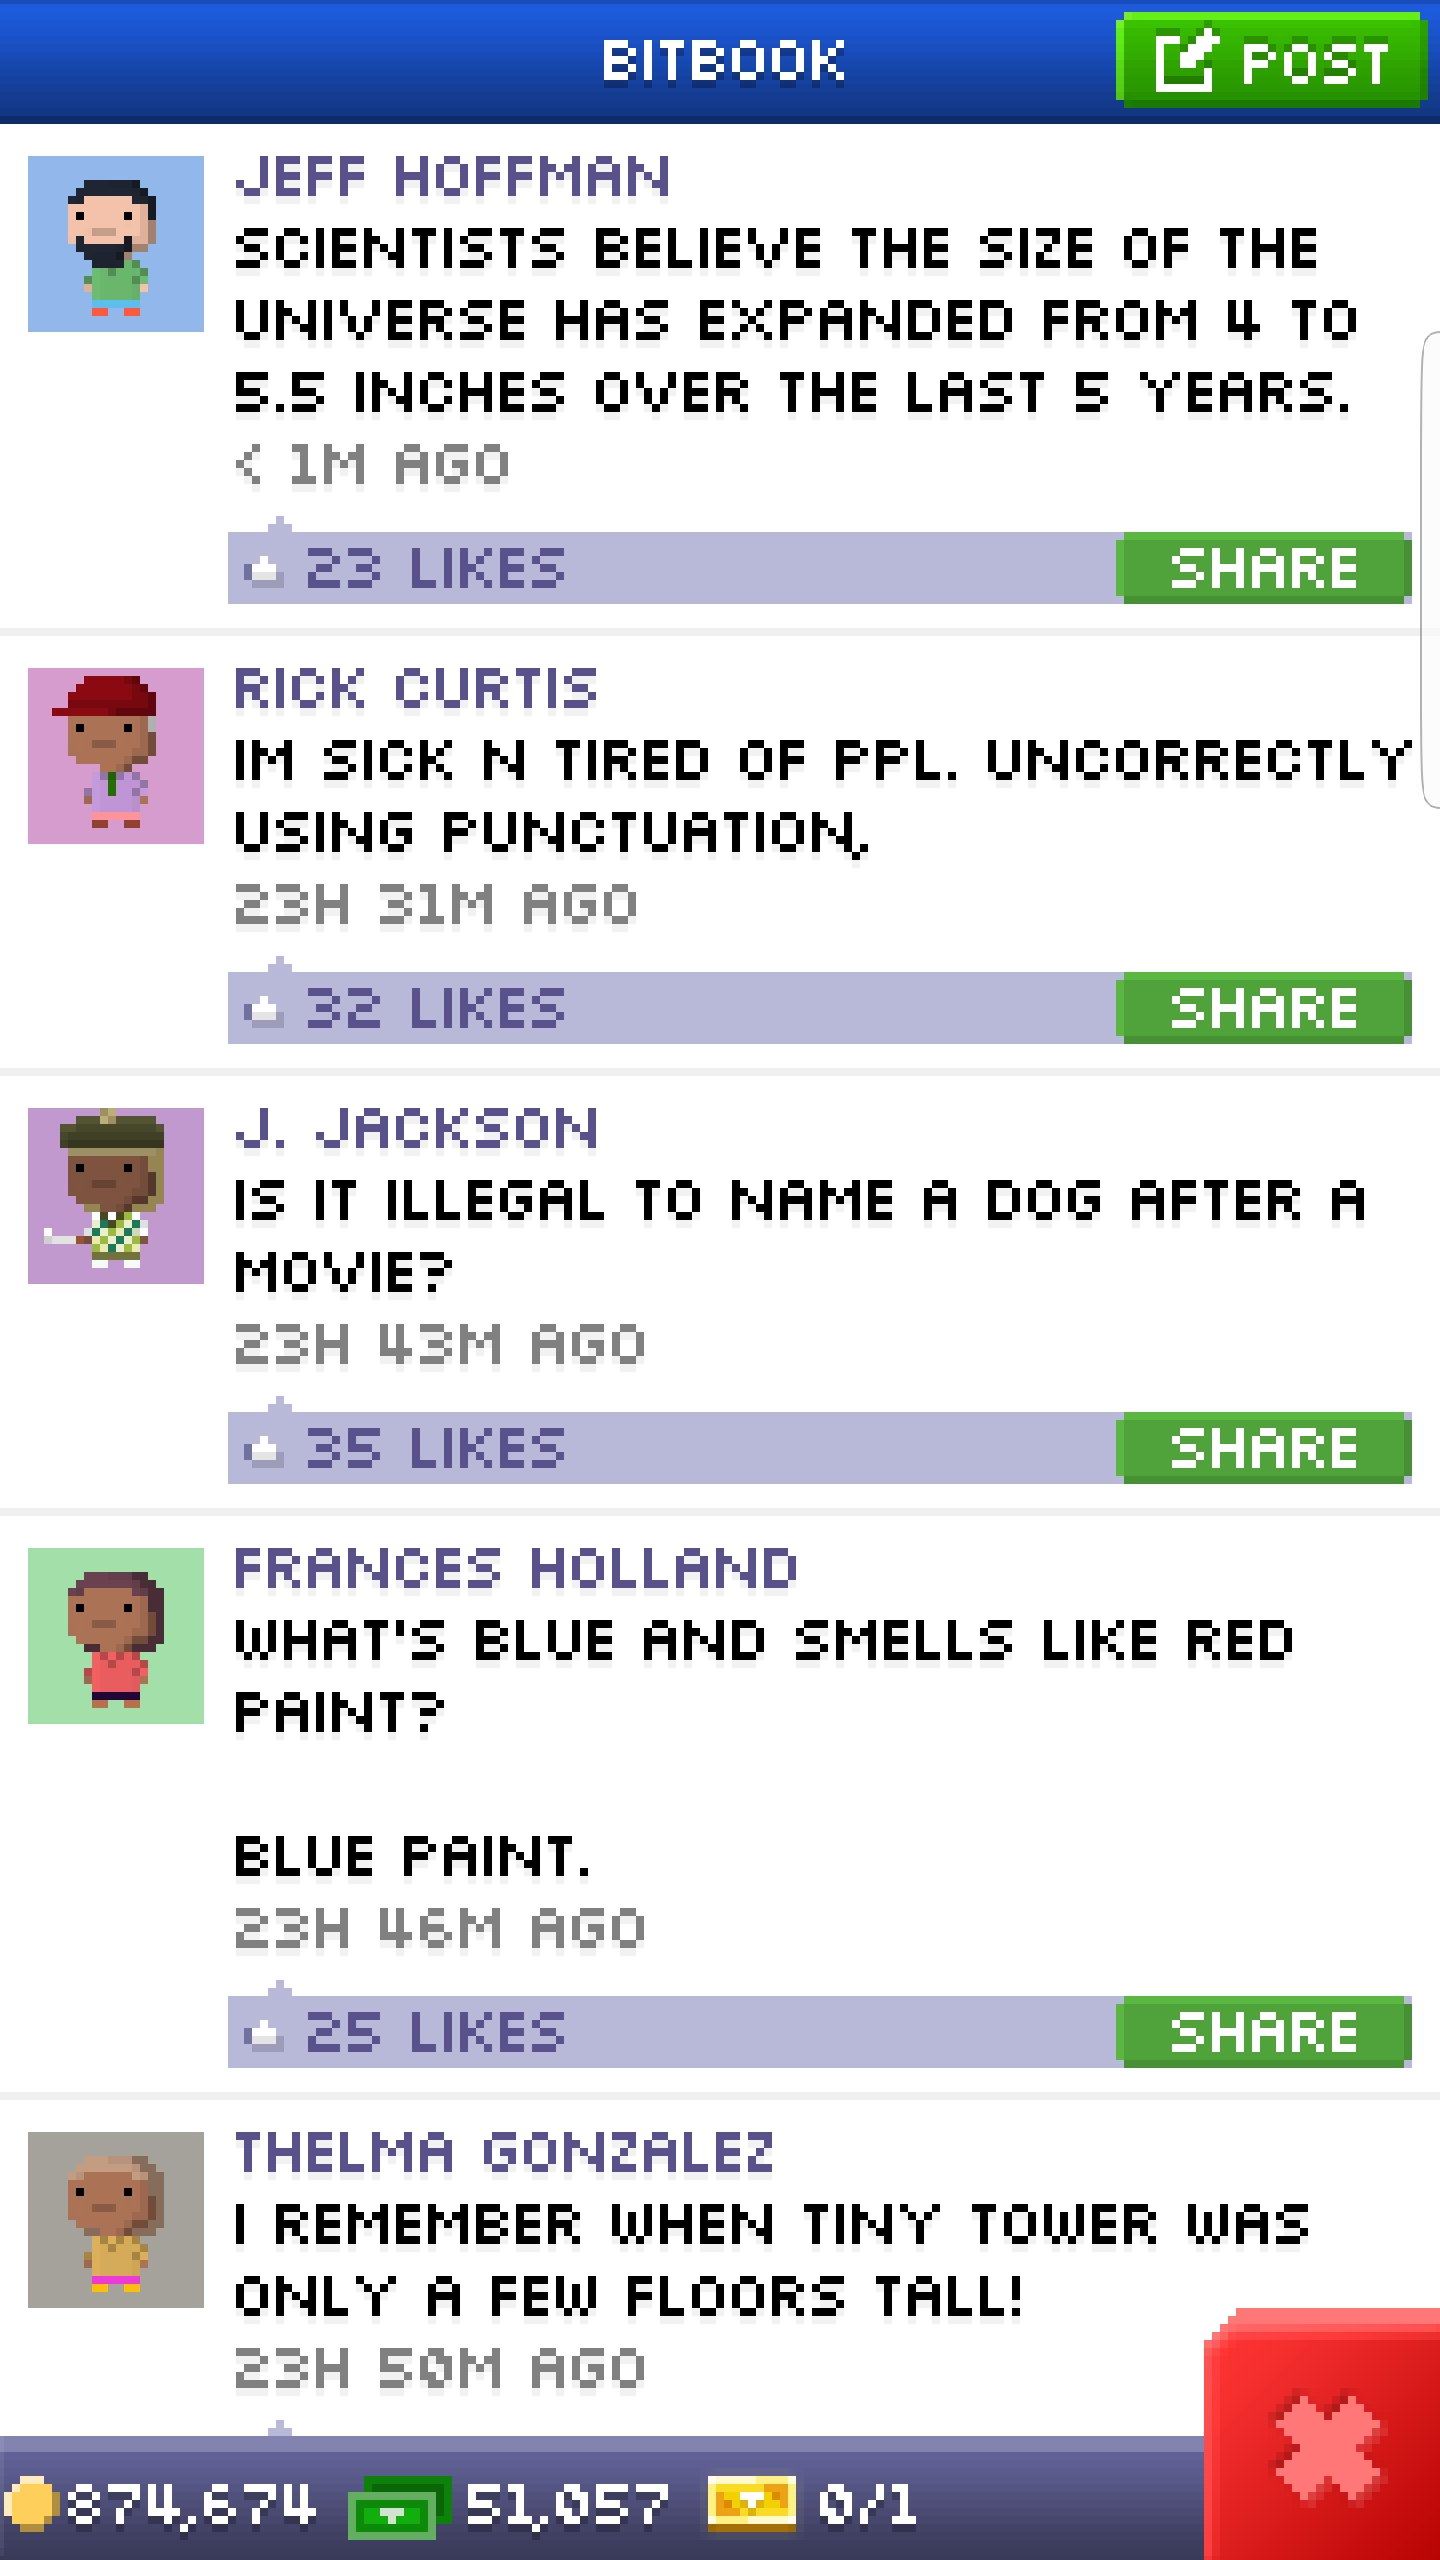 BITBOOK
POST
JEFF HOFFMAN
SCIENTISTS BELIEVE THE SIZE OF THE
UNIVERSE HAS EXPANDED FROM 4 TO
5.5 INCHES OVER THE LAST 5 YEARS.
< 1M AGO
23 LIKES
SHARE
RICK CURTIS
IM SICK N TIRED OF PPL. UNCORRECTLY
USING PUNCTUATION,
23H 31M AGO
32 LIKES
SHARE
J. JACKSON
IS IT ILLEGAL TO NAME A DOG AFTER A
MOVIE?
23H 43M AGO
35 LIKES
SHARE
FRANCES HOLLAND
WHAT'S BLUE AND SMELLS LIKE RED
PAINT?
BLUE PAINT.
23H 46M AGO
25 LIKES
SHARE
THELMA GONZALEZ
I REMEMBER WHEN TINY TOWER WAS
ONLY A FEW FLOORS TALL!
23H 50M AGO
874,674 51,057 0/1